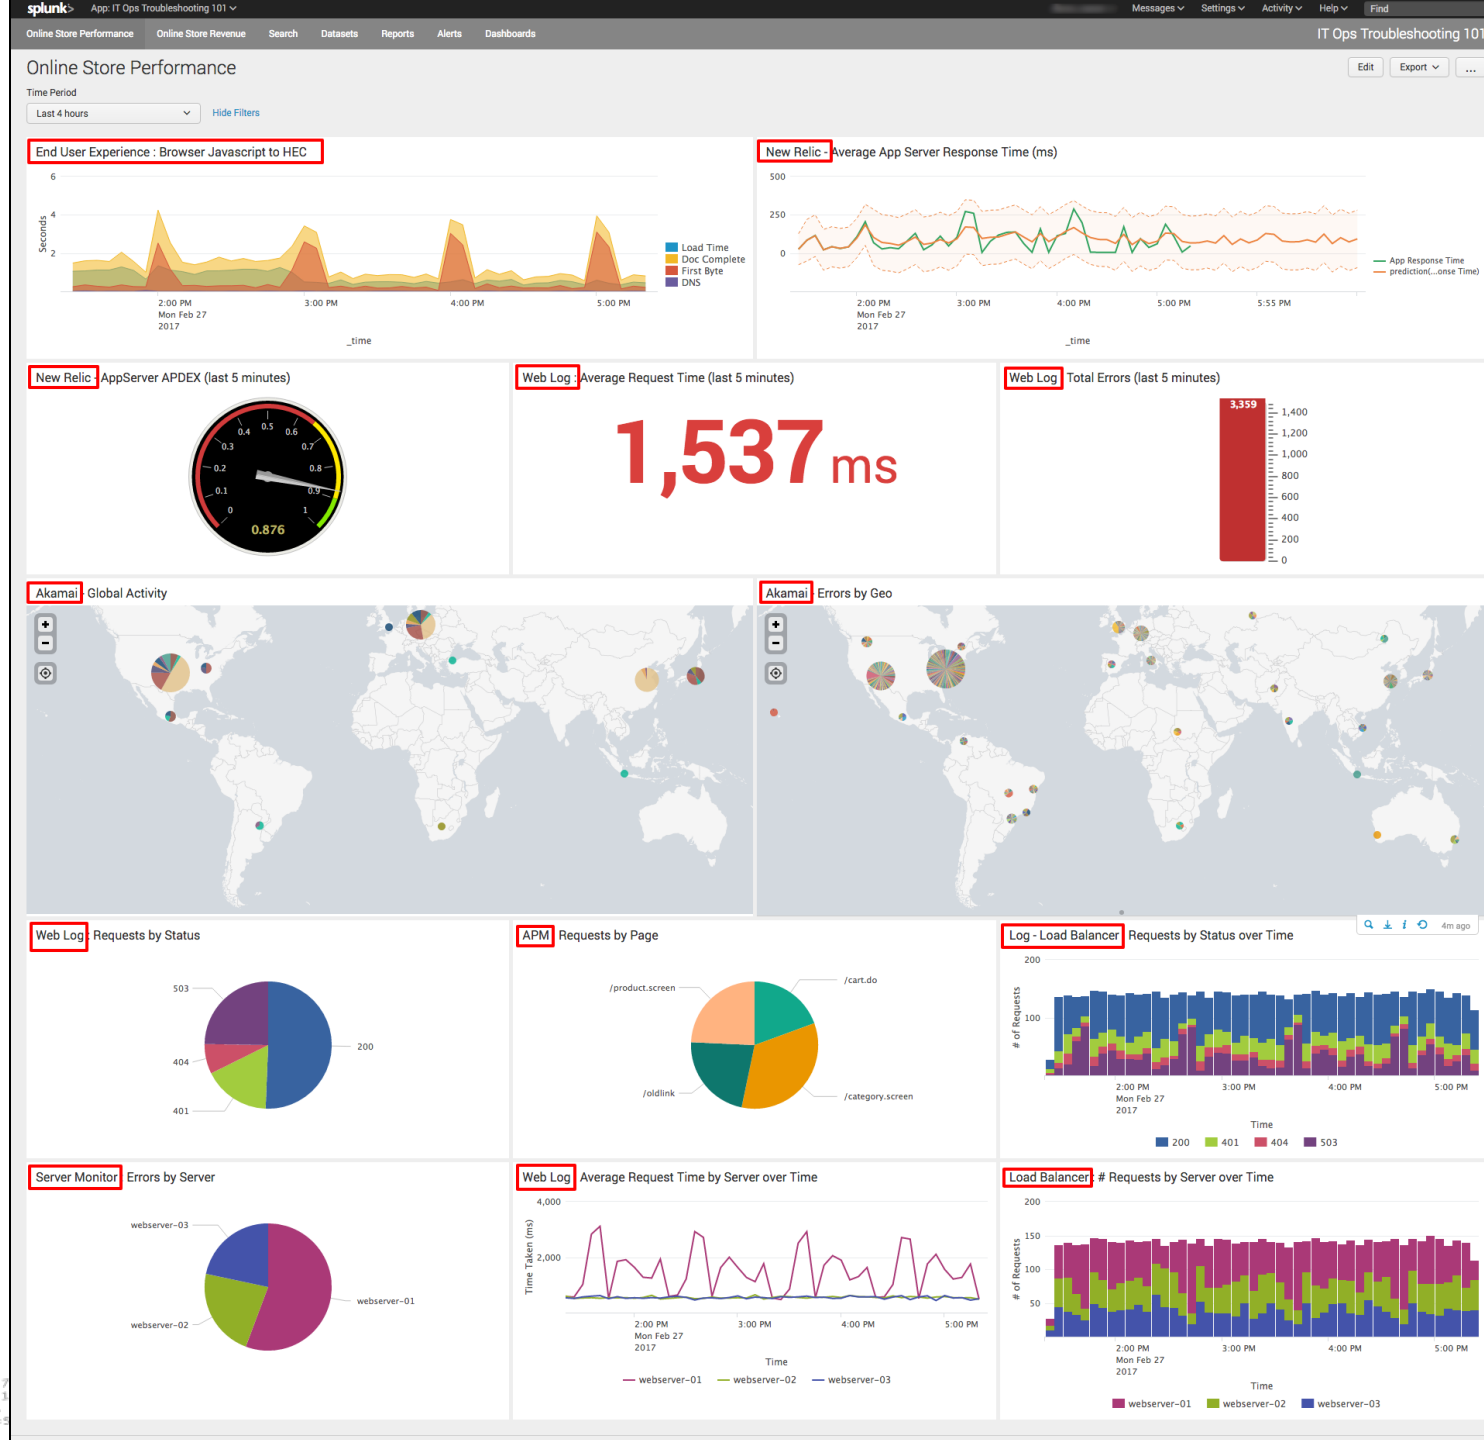 splunk> App: IT Ops Troubleshooting 101 Messages Settings Activity Help Find
Online Store Performance Online Store Revenue Search Datasets Reports Alerts Dashboards IT Ops Troubleshooting 101
Online Store Performance
Edit Export ...
Time Period
Last 4 hours Hide Filters
End User Experience : Browser Javascript to HEC
6
4
2
Seconds
Load Time
Doc Complete
First Byte
DNS
2:00 PM 3:00 PM 4:00 PM 5:00 PM
Mon Feb 27
2017
_time
New Relic - Average App Server Response Time (ms)
500
250
0
App Response Time
prediction(...onse Time)
2:00 PM 3:00 PM 4:00 PM 5:00 PM 5:55 PM
Mon Feb 27
2017
_time
New Relic - AppServer APDEX (last 5 minutes)
0 0.1 0.2 0.3 0.4 0.5 0.6 0.7 0.8 0.9 1
0.876
Web Log : Average Request Time (last 5 minutes)
1,537 ms
Web Log Total Errors (last 5 minutes)
3,359
1,400
1,200
1,000
800
600
400
200
0
Akamai - Global Activity
+
-
Akamai - Errors by Geo
+
-
Web Log : Requests by Status
503
404
401
200
APM Requests by Page
/product.screen
/cart.do
/oldlink
/category.screen
Log - Load Balancer Requests by Status over Time
4m ago
200
100
# of Requests
2:00 PM 3:00 PM 4:00 PM 5:00 PM
Mon Feb 27
2017
Time
200 401 404 503
Server Monitor Errors by Server
webserver-03
webserver-02
webserver-01
Web Log Average Request Time by Server over Time
4,000
2,000
Time Taken (ms)
2:00 PM 3:00 PM 4:00 PM 5:00 PM
Mon Feb 27
2017
Time
webserver-01 webserver-02 webserver-03
Load Balancer : # Requests by Server over Time
200
150
100
50
# of Requests
2:00 PM 3:00 PM 4:00 PM 5:00 PM
Mon Feb 27
2017
Time
webserver-01 webserver-02 webserver-03